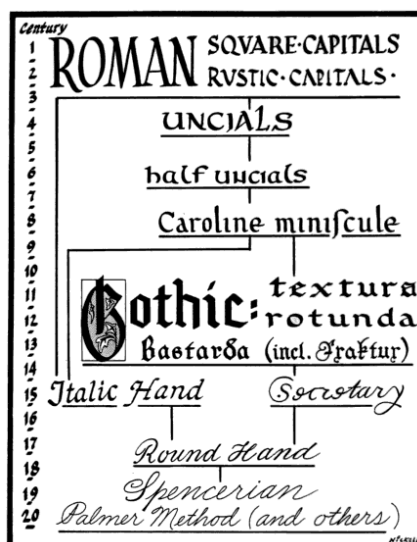 Century
1
2
3
4
5
6
7
8
9
10
11
12
13
14
15
16
17
18
19
20
ROMAN SQVARE·CAPITALS
RVSTIC·CAPITALS·
UNCIALS
half uncials
Caroline miniſcule
Gothic: textura
rotunda
Bastarda (incl. Fraktur)
Italic Hand
Secretary
Round Hand
Spencerian
Palmer Method (and others)